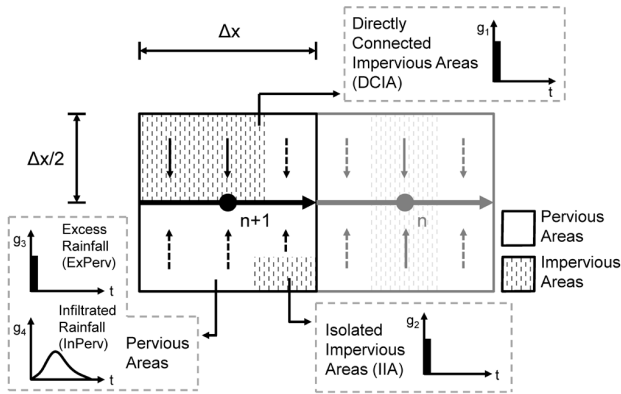 Δx
Directly
Connected
Impervious Areas
(DCIA)
g1
t
Δx/2
n+1
n
Excess
Rainfall
(ExPerv)
g3
t
Infiltrated
Rainfall
(InPerv)
g4
t
Pervious
Areas
Isolated
Impervious
Areas (IIA)
g2
t
Pervious
Areas
Impervious
Areas